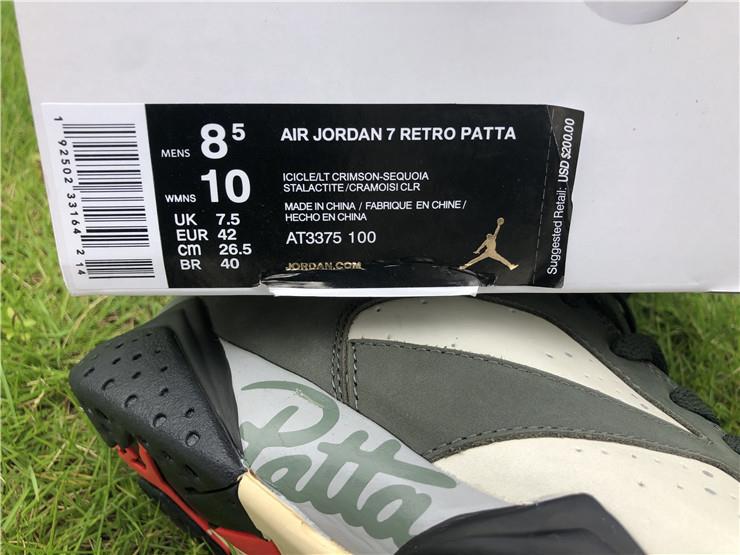 1 92502 33164 2 14
MENS 8⁵
WMNS 10
UK 7.5
EUR 42
cm 26.5
BR 40
AIR JORDAN 7 RETRO PATTA
ICICLE/LT CRIMSON-SEQUOIA
STALACTITE/CRAMOISI CLR
MADE IN CHINA / FABRIQUE EN CHINE /
HECHO EN CHINA
AT3375 100
JORDAN.COM
Suggested Retail: USD $200.00
Patta